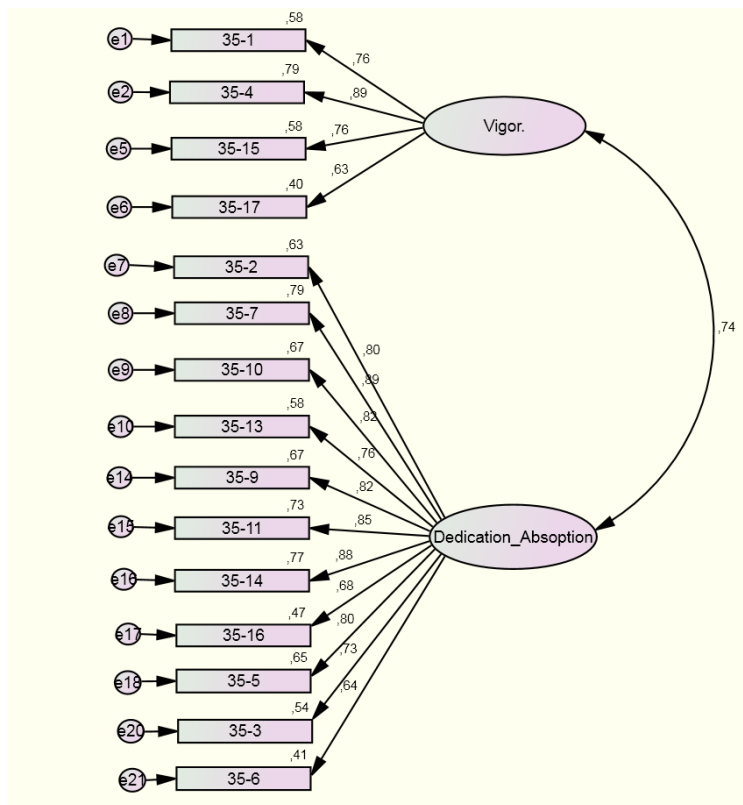 ,58
e1
35-1
,76
,79
e2
35-4
,89
Vigor.
,58
e5
35-15
,76
,40
e6
35-17
,63
,63
e7
35-2
,80
,79
e8
35-7
,89
,74
,67
e9
35-10
,82
,58
e10
35-13
,76
,67
e14
35-9
,82
,73
e15
35-11
,85
Dedication_Absoption
,77
e16
35-14
,88
,47
e17
35-16
,68
,65
e18
35-5
,80
,54
e20
35-3
,73
,41
e21
35-6
,64